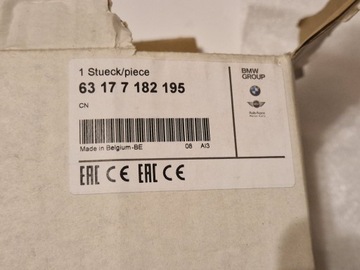 1 Stueck/piece
63 17 7 182 195
CN
Made in Belgium -BE 08 AI3
EAC CE EAC CE
BMW
GROUP